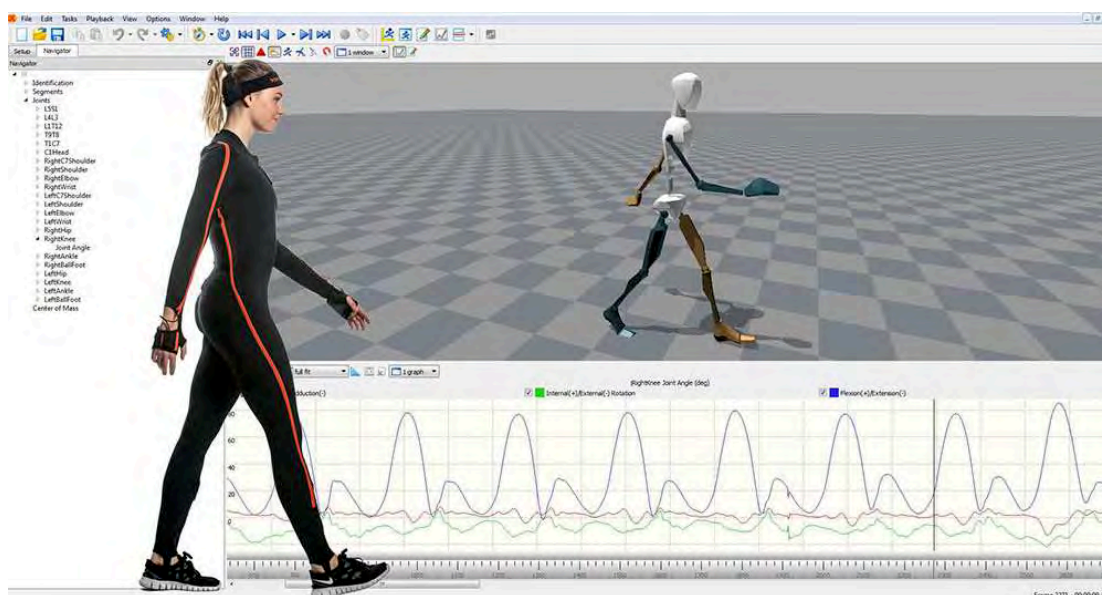 File Edit Tasks Playback View Options Window Help
1 window
Setup Navigator
Navigator
Identification
Segments
Joints
L5S1
L4L3
L1T12
T9T8
T1C7
C1Head
RightC7Shoulder
RightShoulder
RightElbow
RightWrist
LeftC7Shoulder
LeftShoulder
LeftElbow
LeftWrist
RightHip
RightKnee
Joint Angle
RightAnkle
RightBallFoot
LeftHip
LeftKnee
LeftAnkle
LeftBallFoot
Center of Mass
full fit 1 graph
RightKnee Joint Angle (deg)
dduction(-) Internal(+)/External(-) Rotation Flexion(+)/Extension(-)
80
60
40
20
0